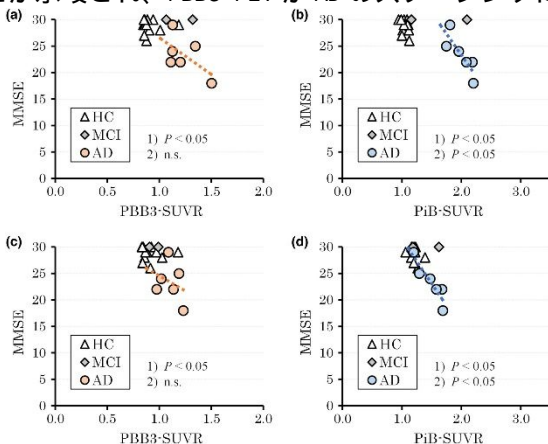 (a)
30
25
20
15
10
5
0
MMSE
△HC
◆MCI
○AD
1) P < 0.05
2) n.s.
0.0 0.5 1.0 1.5 2.0
PBB3-SUVR
(b)
30
25
20
15
10
5
0
MMSE
△HC
◆MCI
○AD
1) P < 0.05
2) P < 0.05
0.0 1.0 2.0 3.0
PiB-SUVR
(c)
30
25
20
15
10
5
0
MMSE
△HC
◆MCI
○AD
1) P < 0.05
2) n.s.
0.0 0.5 1.0 1.5 2.0
PBB3-SUVR
(d)
30
25
20
15
10
5
0
MMSE
△HC
◆MCI
○AD
1) P < 0.05
2) P < 0.05
0.0 1.0 2.0 3.0
PiB-SUVR